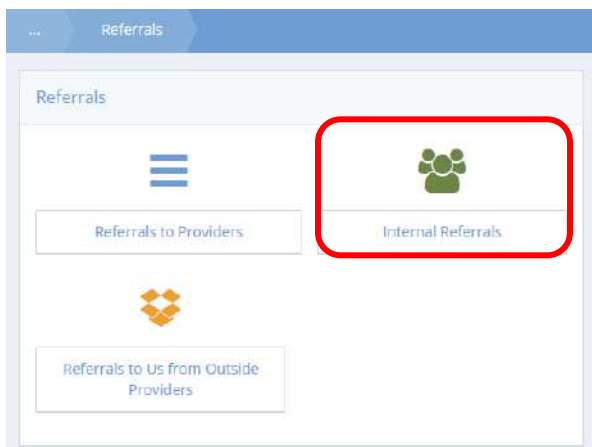 ... Referrals
Referrals
Referrals to Providers
Internal Referrals
Referrals to Us from Outside
Providers